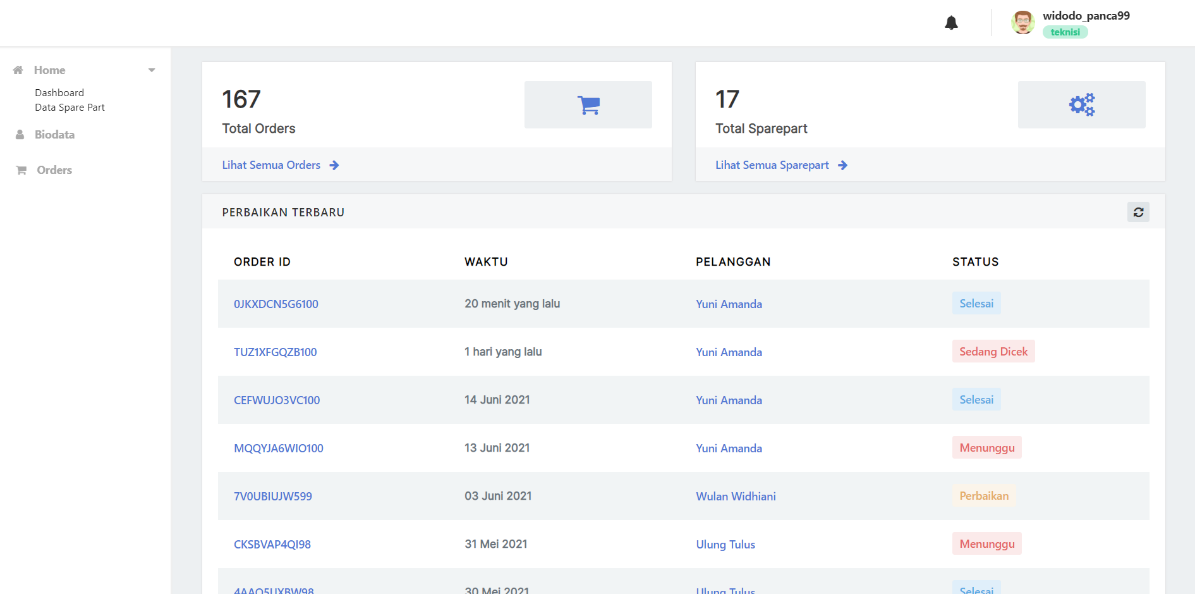 widodo_panca99
teknisi
Home
Dashboard
Data Spare Part
Biodata
Orders
167
Total Orders
Lihat Semua Orders
17
Total Sparepart
Lihat Semua Sparepart
PERBAIKAN TERBARU
ORDER ID WAKTU PELANGGAN STATUS
0JKXDCN5G6100 20 menit yang lalu Yuni Amanda Selesai
TUZ1XFGQZB100 1 hari yang lalu Yuni Amanda Sedang Dicek
CEFWUJO3VC100 14 Juni 2021 Yuni Amanda Selesai
MQQYJA6WIO100 13 Juni 2021 Yuni Amanda Menunggu
7V0UBIUJW599 03 Juni 2021 Wulan Widhiani Perbaikan
CKSBVAP4QI98 31 Mei 2021 Ulung Tulus Menunggu
30 Mei 2021 Ulung Tulus Selesai